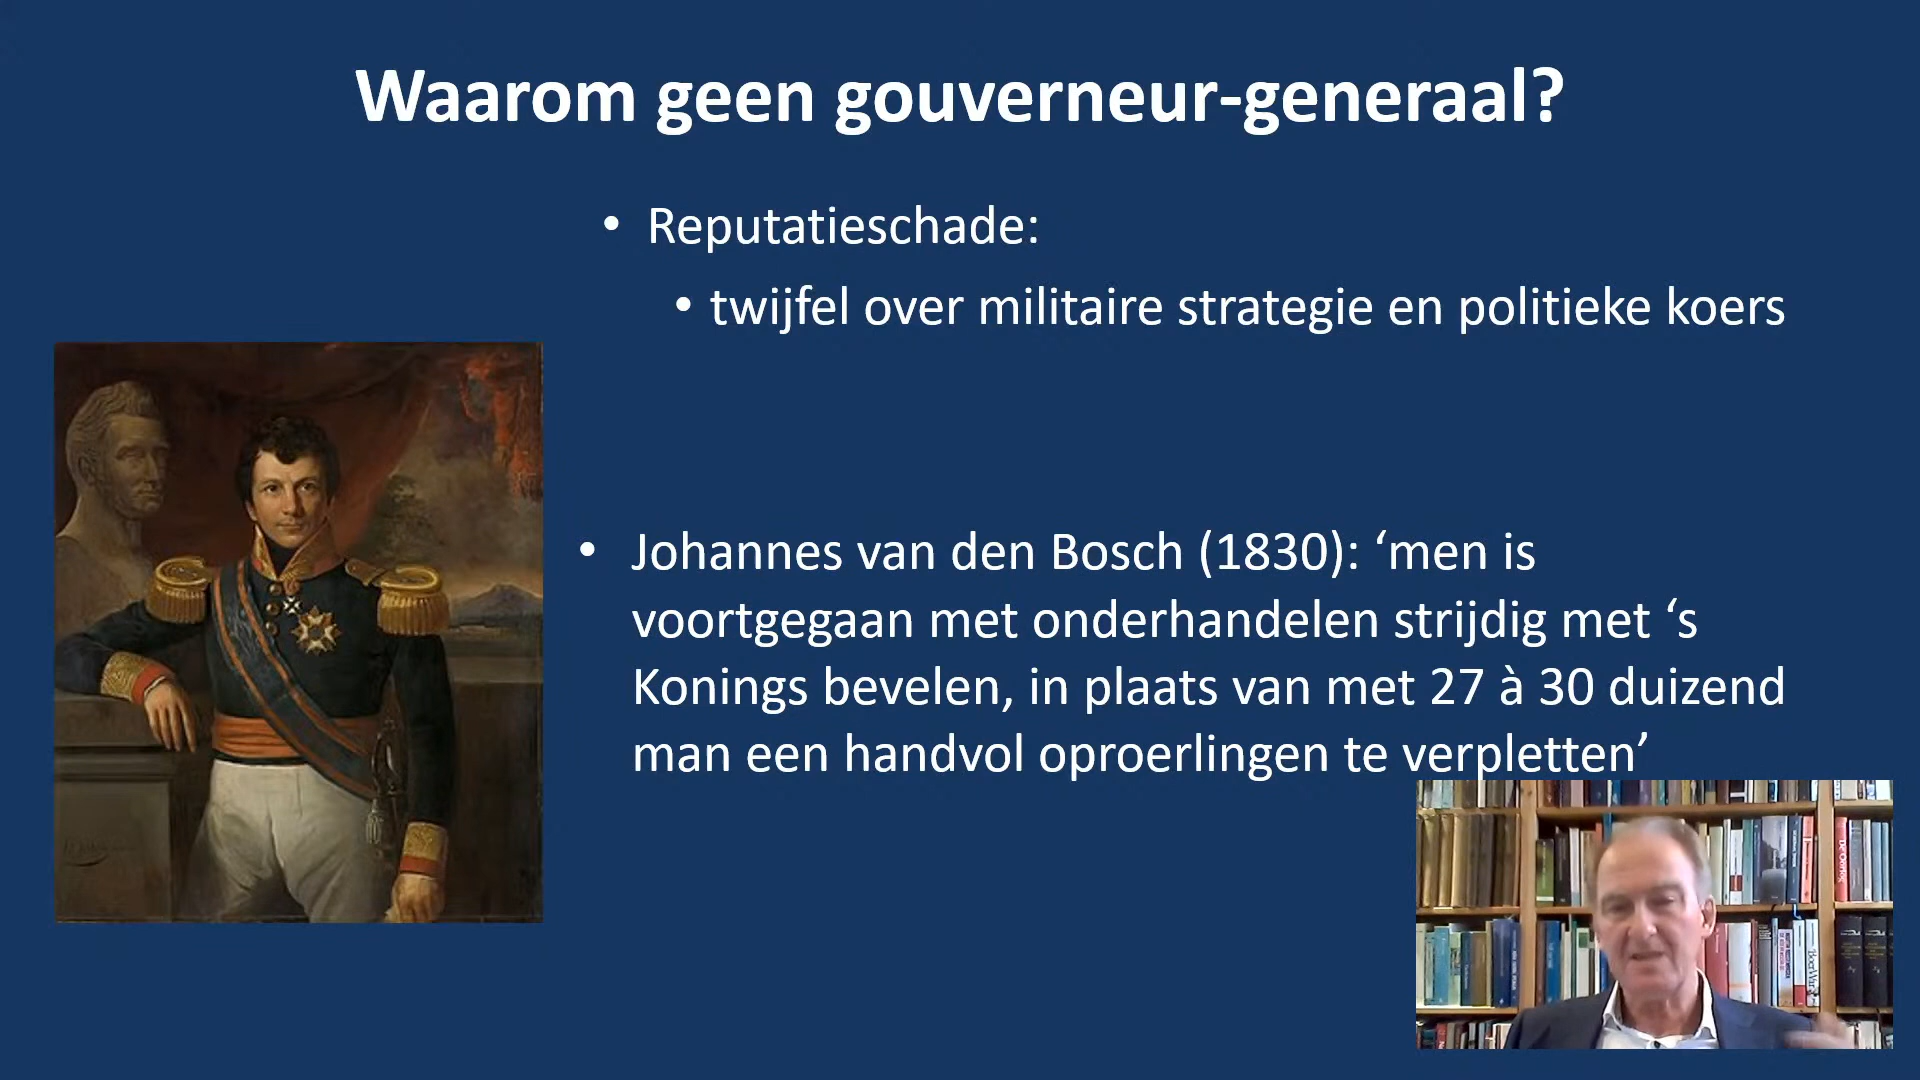 Waarom geen gouverneur-generaal?
• Reputatieschade:
• twijfel over militaire strategie en politieke koers
• Johannes van den Bosch (1830): ‘men is
voortgegaan met onderhandelen strijdig met ‘s
Konings bevelen, in plaats van met 27 à 30 duizend
man een handvol oproerlingen te verpletten’